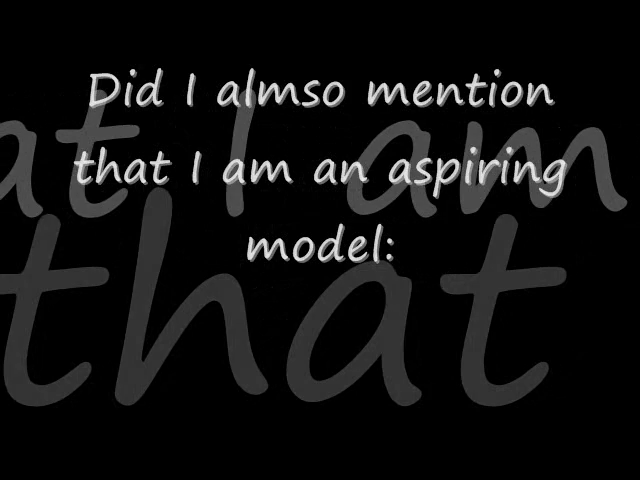 Did I almso mention
that I am an aspiring
model:
at I am
that